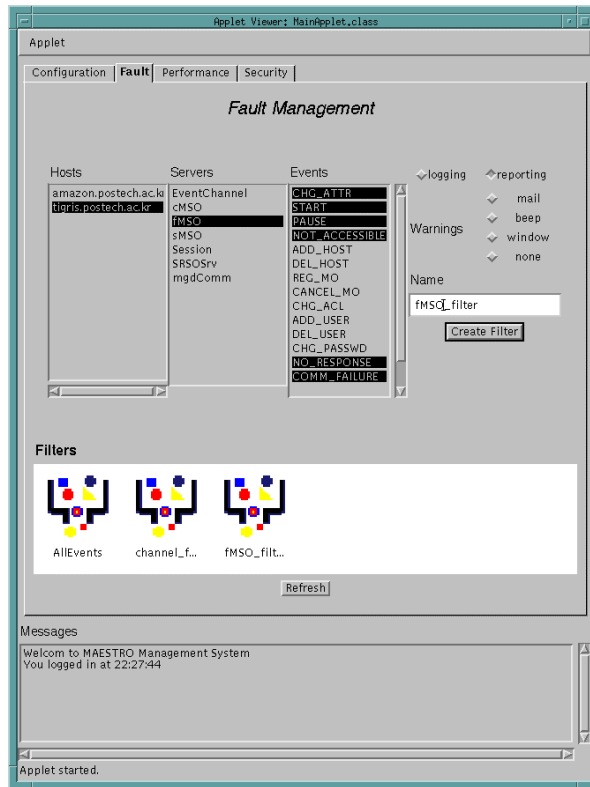 Applet Viewer: MainApplet.class
Applet
Configuration Fault Performance Security
Fault Management
Hosts
amazon.postech.ac.k
tigris.postech.ac.kr
Servers
EventChannel
cMSO
fMSO
sMSO
Session
SRSOSrv
mgdComm
Events
CHG_ATTR
START
PAUSE
NOT_ACCESSIBLE
ADD_HOST
DEL_HOST
REG_MO
CANCEL_MO
CHG_ACL
ADD_USER
DEL_USER
CHG_PASSWD
NO_RESPONSE
COMM_FAILURE
logging reporting
Warnings
mail
beep
window
none
Name
fMSO_filter
Create Filter
Filters
AllEvents channel_f... fMSO_filt...
Refresh
Messages
Welcom to MAESTRO Management System
You logged in at 22:27:44
Applet started.